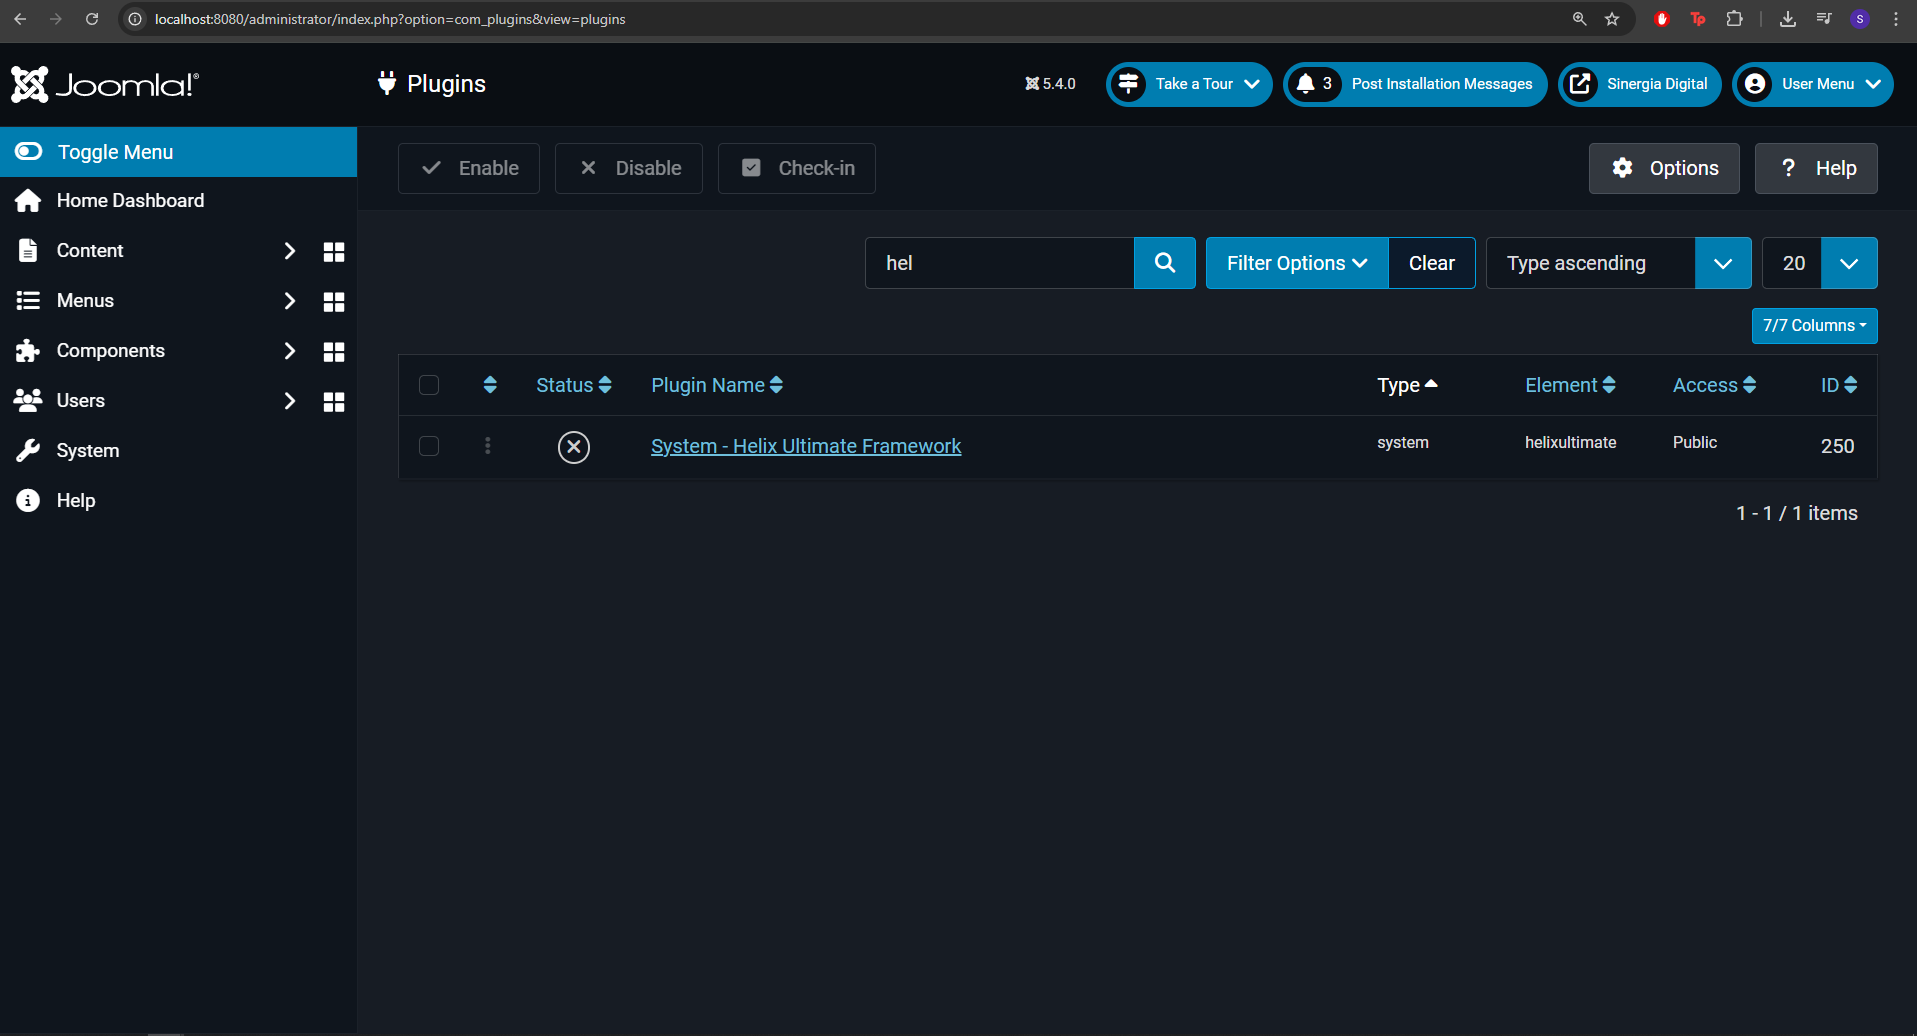 localhost:8080/administrator/index.php?option=com_plugins&view=plugins
Tp
S
Joomla!®
Plugins
5.4.0
Take a Tour
3 Post Installation Messages
Sinergia Digital
User Menu
Toggle Menu
Home Dashboard
Content
Menus
Components
Users
System
Help
Enable
Disable
Check-in
Options
? Help
hel
Filter Options
Clear
Type ascending
20
7/7 Columns
Status Plugin Name Type Element Access ID
System - Helix Ultimate Framework system helixultimate Public 250
1 - 1 / 1 items